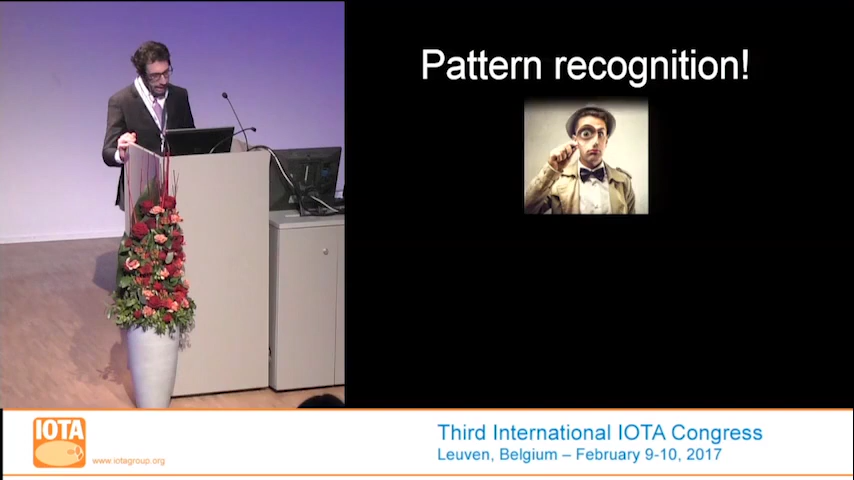 Pattern recognition!
IOTA
www.iotagroup.org
Third International IOTA Congress
Leuven, Belgium – February 9-10, 2017